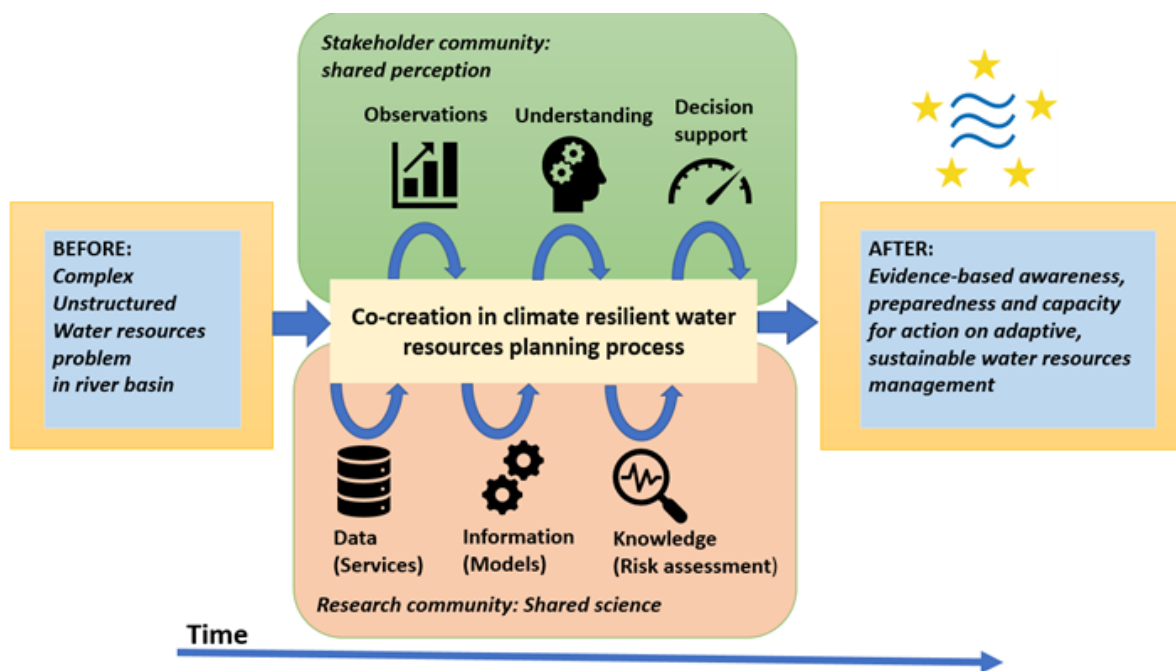 Stakeholder community:
shared perception
Observations
Understanding
Decision
support
BEFORE:
Complex
Unstructured
Water resources
problem
in river basin
Co-creation in climate resilient water
resources planning process
AFTER:
Evidence-based awareness,
preparedness and capacity
for action on adaptive,
sustainable water resources
management
Data
(Services)
Information
(Models)
Knowledge
(Risk assessment)
Research community: Shared science
Time